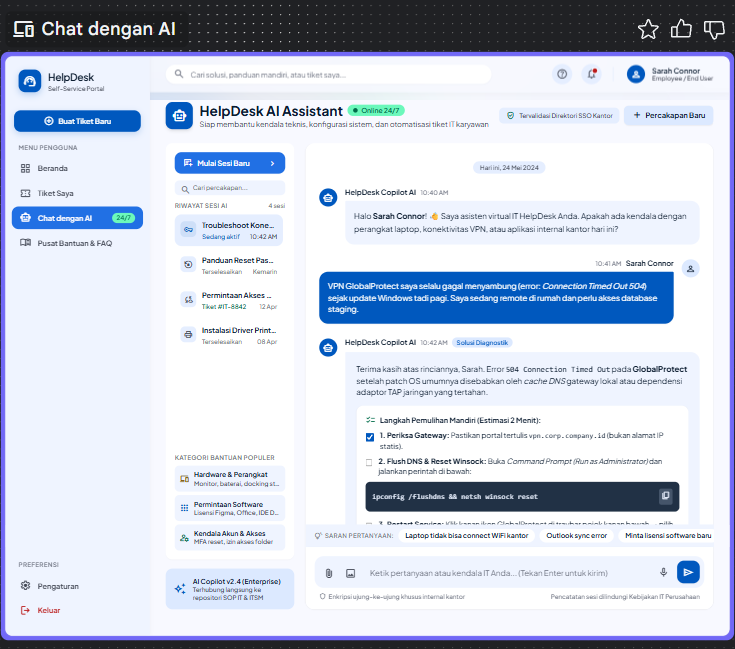 Chat dengan AI
HelpDesk
Self-Service Portal
Buat Tiket Baru
MENU PENGGUNA
Beranda
Tiket Saya
Chat dengan AI 24/7
Pusat Bantuan & FAQ
PREFERENSI
Pengaturan
Keluar
Cari solusi, panduan mandiri, atau tiket saya...
Sarah Connor
Employee / End User
HelpDesk AI Assistant Online 24/7
Siap membantu kendala teknis, konfigurasi sistem, dan otomatisasi tiket IT karyawan
Tervalidasi Direktori SSO Kantor
+ Percakapan Baru
Mulai Sesi Baru
Cari percakapan...
RIWAYAT SESI AI 4 sesi
Troubleshoot Kone...
Sedang aktif 10:42 AM
Panduan Reset Pas...
Terselesaikan Kemarin
Permintaan Akses ...
Tiket #IT-8842 12 Apr
Instalasi Driver Print...
Terselesaikan 08 Apr
KATEGORI BANTUAN POPULER
Hardware & Perangkat
Monitor, baterai, docking st...
Permintaan Software
Lisensi Figma, Office, IDE D...
Kendala Akun & Akses
MFA reset, izin akses folder
AI Copilot v2.4 (Enterprise)
Terhubung langsung ke
repositori SOP IT & ITSM
Hari ini, 24 Mei 2024
HelpDesk Copilot AI 10:40 AM
Halo Sarah Connor! 👋 Saya asisten virtual IT HelpDesk Anda. Apakah ada kendala dengan
perangkat laptop, konektivitas VPN, atau aplikasi internal kantor hari ini?
10:41 AM Sarah Connor
VPN GlobalProtect saya selalu gagal menyambung (error: Connection Timed Out 504)
sejak update Windows tadi pagi. Saya sedang remote di rumah dan perlu akses database
staging.
HelpDesk Copilot AI 10:42 AM Solusi Diagnostik
Terima kasih atas rinciannya, Sarah. Error 504 Connection Timed Out pada GlobalProtect
setelah patch OS umumnya disebabkan oleh cache DNS gateway lokal atau dependensi
adaptor TAP jaringan yang tertahan.
Langkah Pemulihan Mandiri (Estimasi 2 Menit):
1. Periksa Gateway: Pastikan portal tertulis vpn.corp.company.id (bukan alamat IP
statis).
2. Flush DNS & Reset Winsock: Buka Command Prompt (Run as Administrator) dan
jalankan perintah di bawah:
ipconfig /flushdns && netsh winsock reset
SARAN PERTANYAAN: Laptop tidak bisa connect WiFi kantor Outlook sync error Minta lisensi software baru
Ketik pertanyaan atau kendala IT Anda... (Tekan Enter untuk kirim)
Enkripsi ujung-ke-ujung khusus internal kantor
Pencatatan sesi dilindungi Kebijakan IT Perusahaan